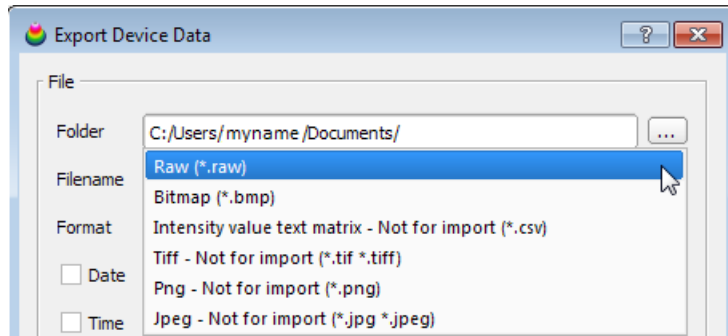 Export Device Data
File
Folder C:/Users/myname/Documents/ ...
Raw (*.raw)
Filename
Bitmap (*.bmp)
Format Intensity value text matrix - Not for import (*.csv)
Tiff - Not for import (*.tif *.tiff)
Date
Png - Not for import (*.png)
Time Jpeg - Not for import (*.jpg *.jpeg)